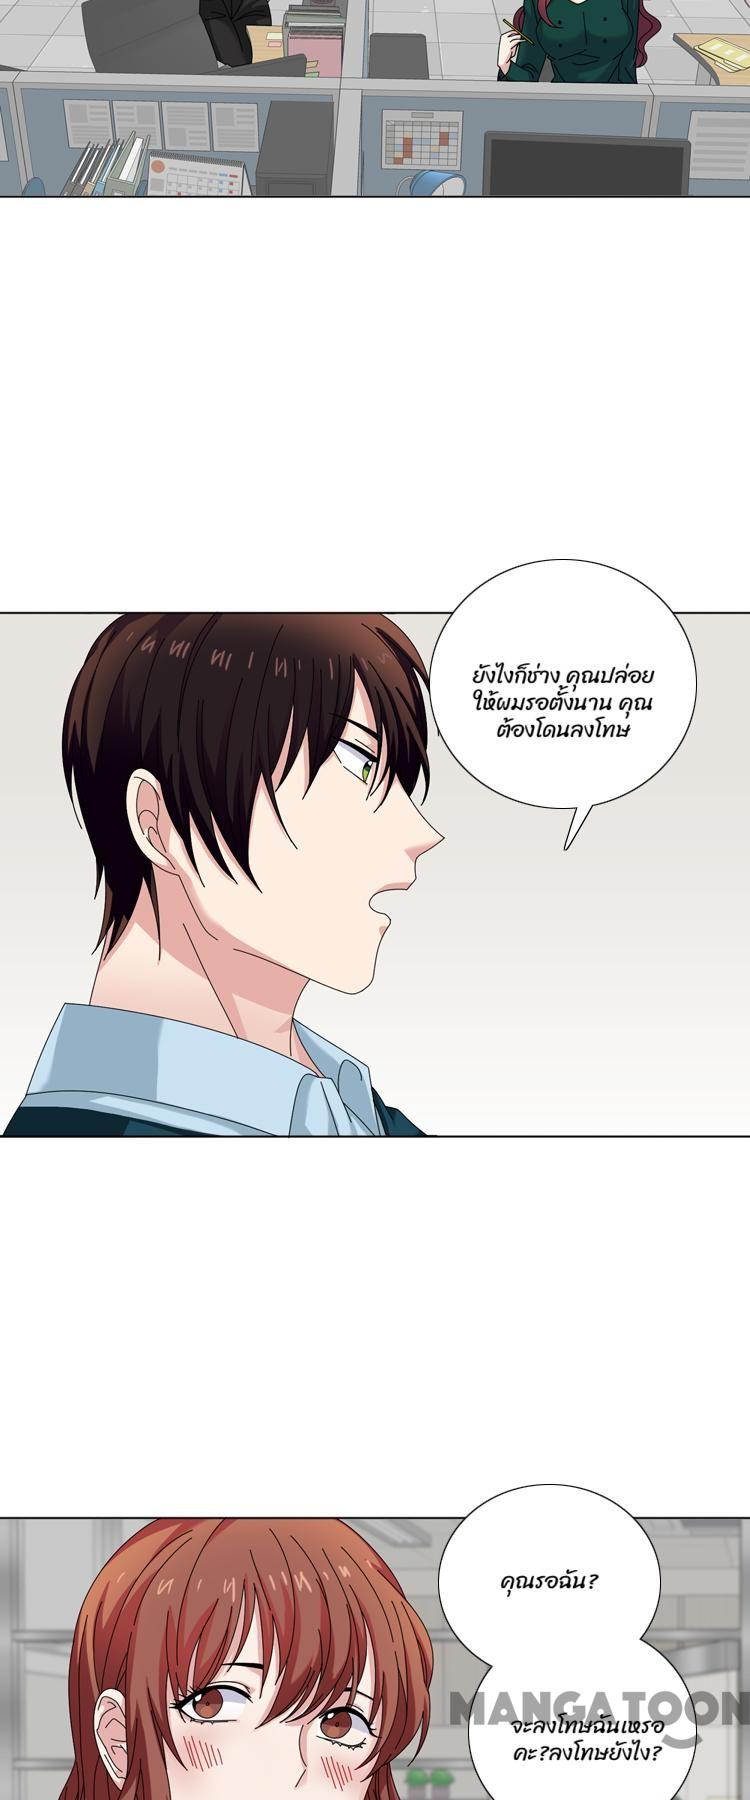 ยังไงก็ช่าง คุณปล่อย
ให้ผมรอตั้งนาน คุณ
ต้องโดนลงโทษ
คุณรอฉัน?
MANGATOON
จะลงโทษฉันเหรอ
คะ?ลงโทษยังไง?